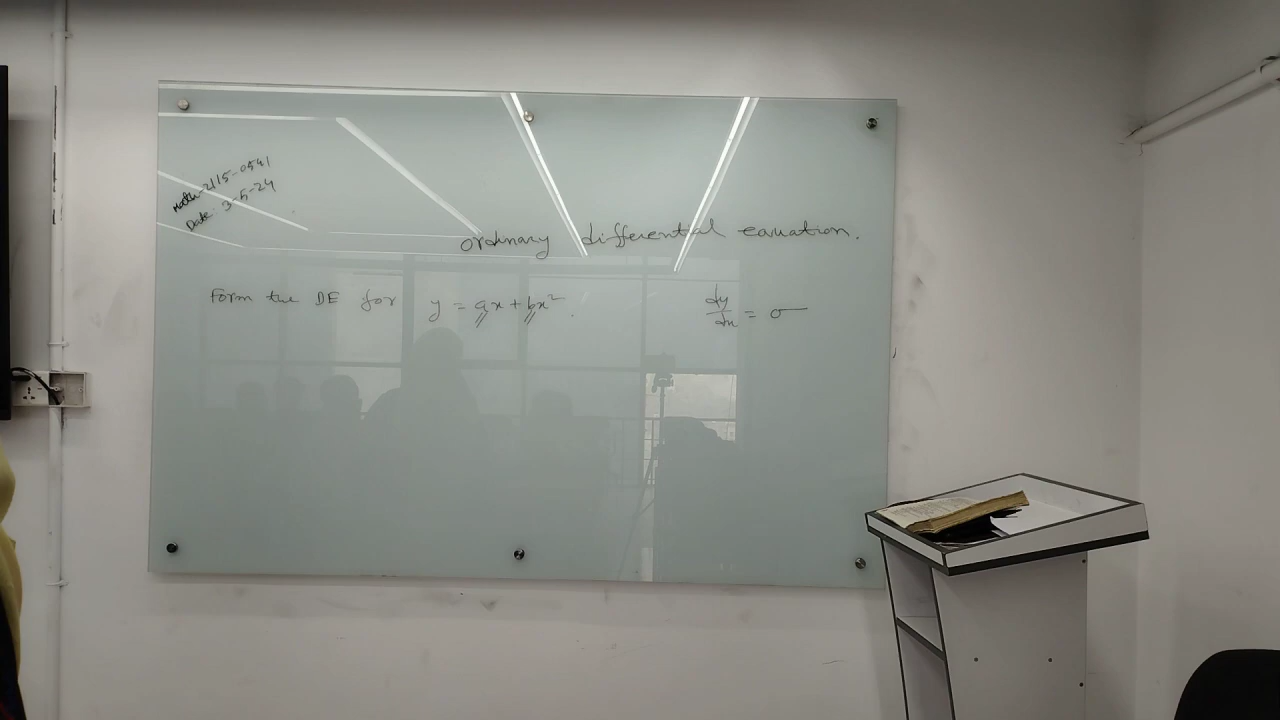 Math-2115-0541
Date: 3-5-24
ordinary differential equation.
Form the DE for y = ax + bx².
dy/dx = 0